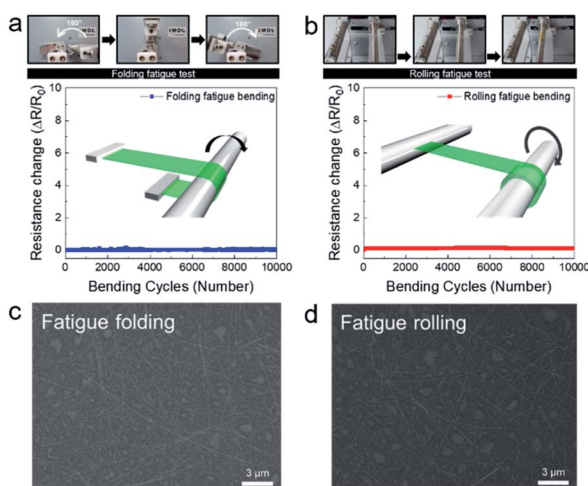 a
180°
IMDL
180°
IMDL
Folding fatigue test
Folding fatigue bending
Resistance change (ΔR/R0)
10
8
6
4
2
0
0 2000 4000 6000 8000 10000
Bending Cycles (Number)
b
Rolling fatigue test
Rolling fatigue bending
Resistance change (ΔR/R0)
10
8
6
4
2
0
0 2000 4000 6000 8000 10000
Bending Cycles (Number)
c
Fatigue folding
3 μm
d
Fatigue rolling
3 μm